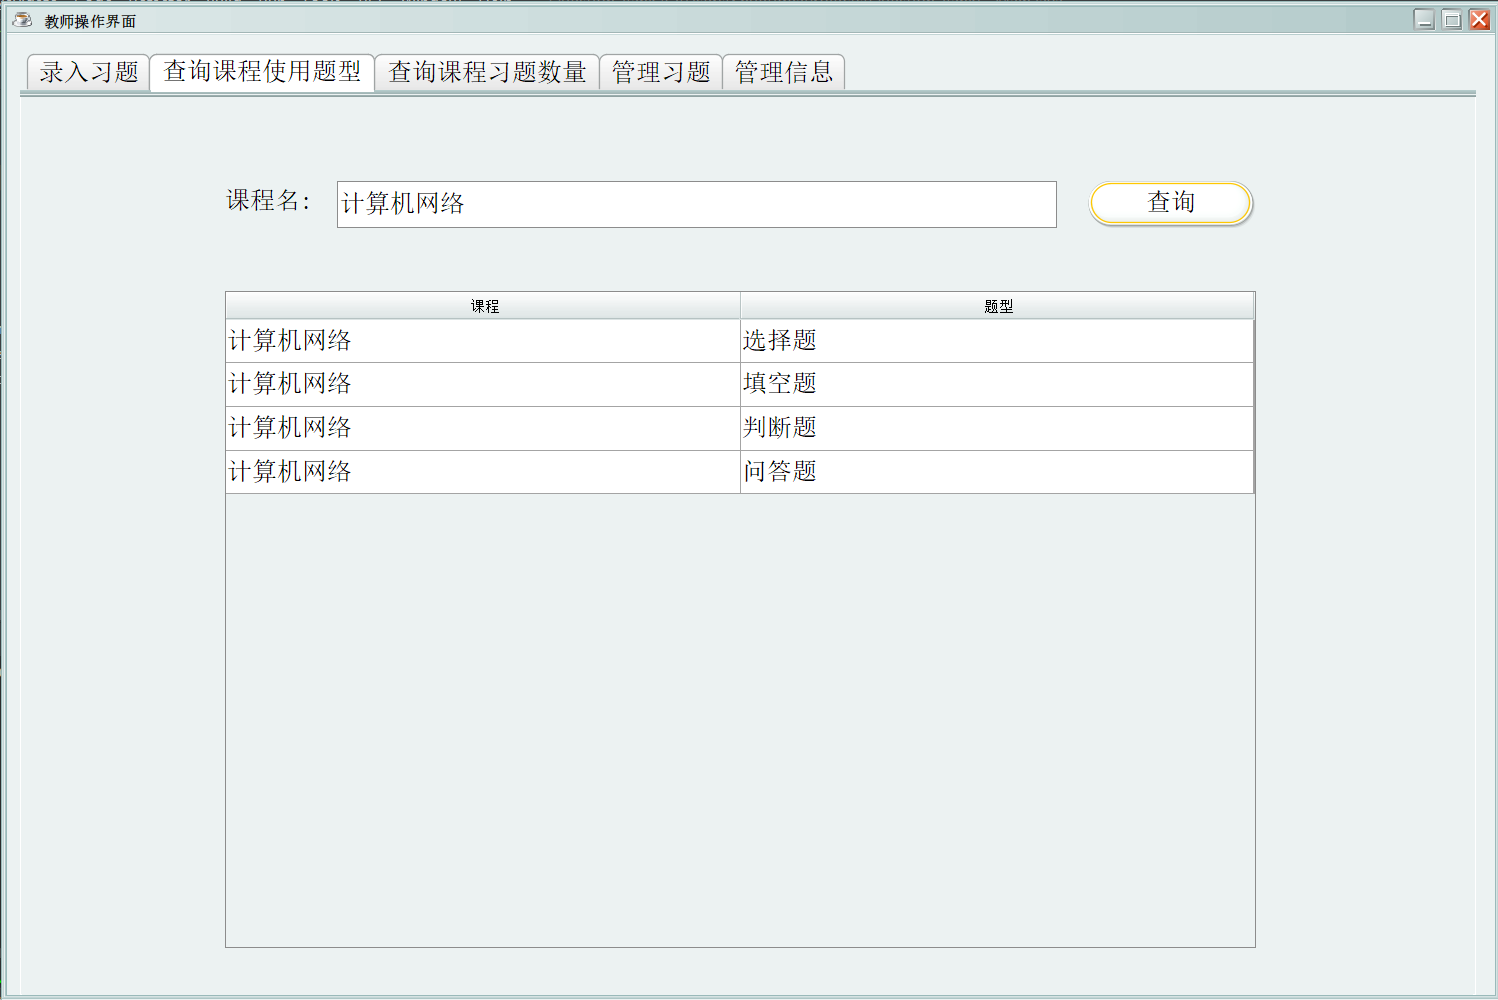 教师操作界面
录入习题 查询课程使用题型 查询课程习题数量 管理习题 管理信息
课程名： 计算机网络 查询
课程 题型
计算机网络 选择题
计算机网络 填空题
计算机网络 判断题
计算机网络 问答题